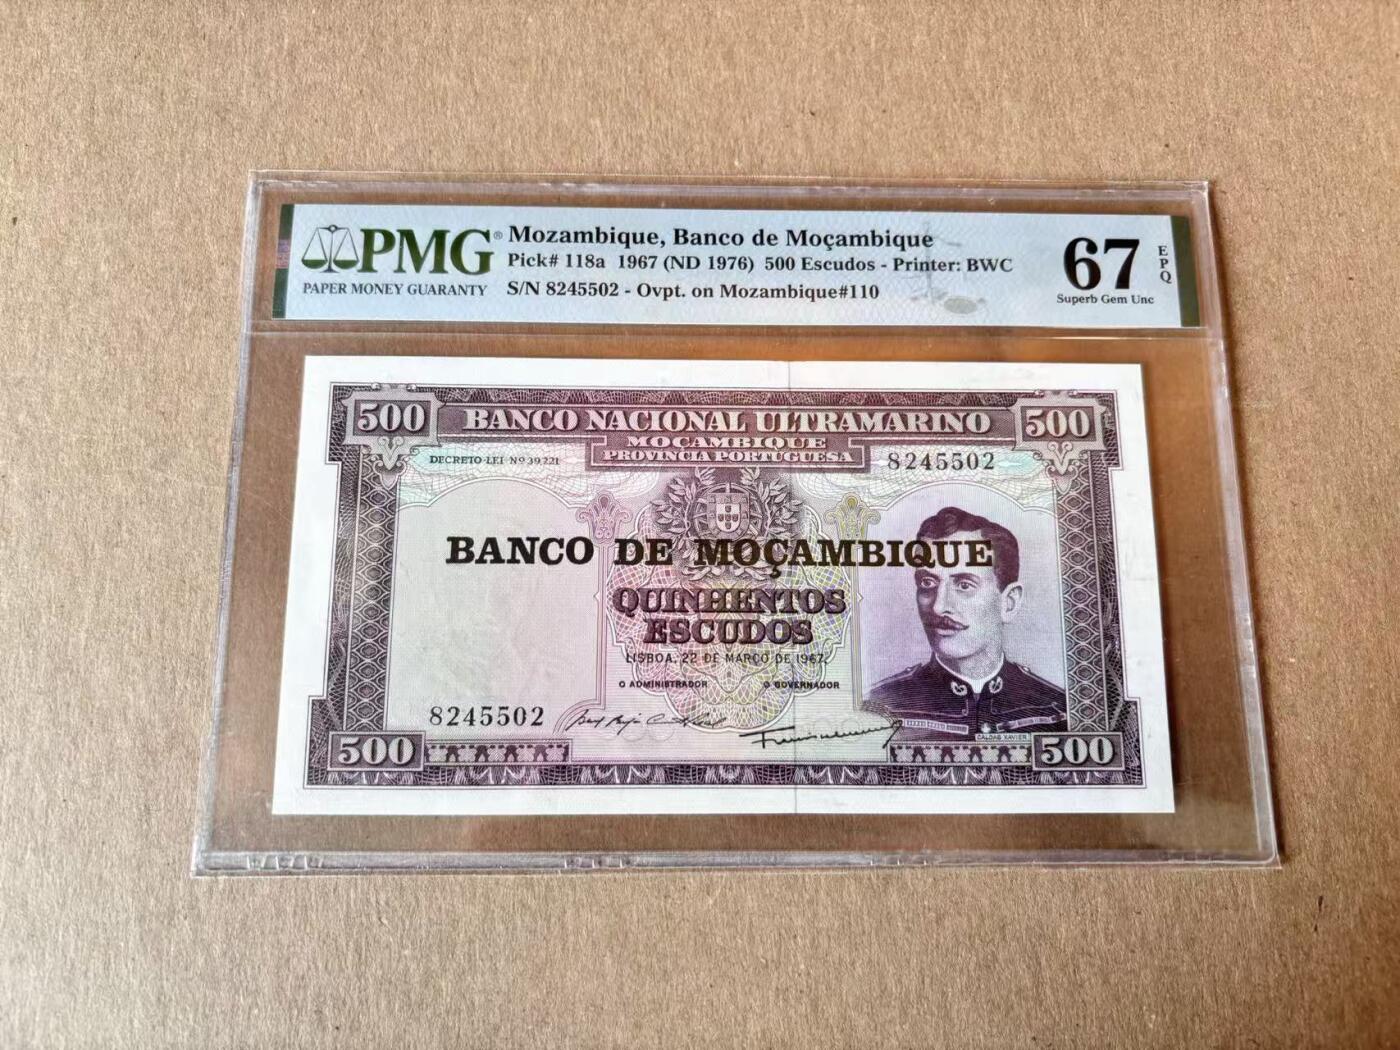 PMG®
PAPER MONEY GUARANTY
Mozambique, Banco de Moçambique
Pick# 118a 1967 (ND 1976) 500 Escudos - Printer: BWC
S/N 8245502 - Ovpt. on Mozambique#110
67
EPQ
Superb Gem Unc
500 BANCO NACIONAL ULTRAMARINO 500
MOÇAMBIQUE
PROVINCIA PORTUGUESA
DECRETO-LEI Nº 39221
8245502
BANCO DE MOÇAMBIQUE
QUINHENTOS
ESCUDOS
LISBOA, 22 DE MARÇO DE 1967
O ADMINISTRADOR O GOVERNADOR
8245502
CALDAS XAVIER
500 500